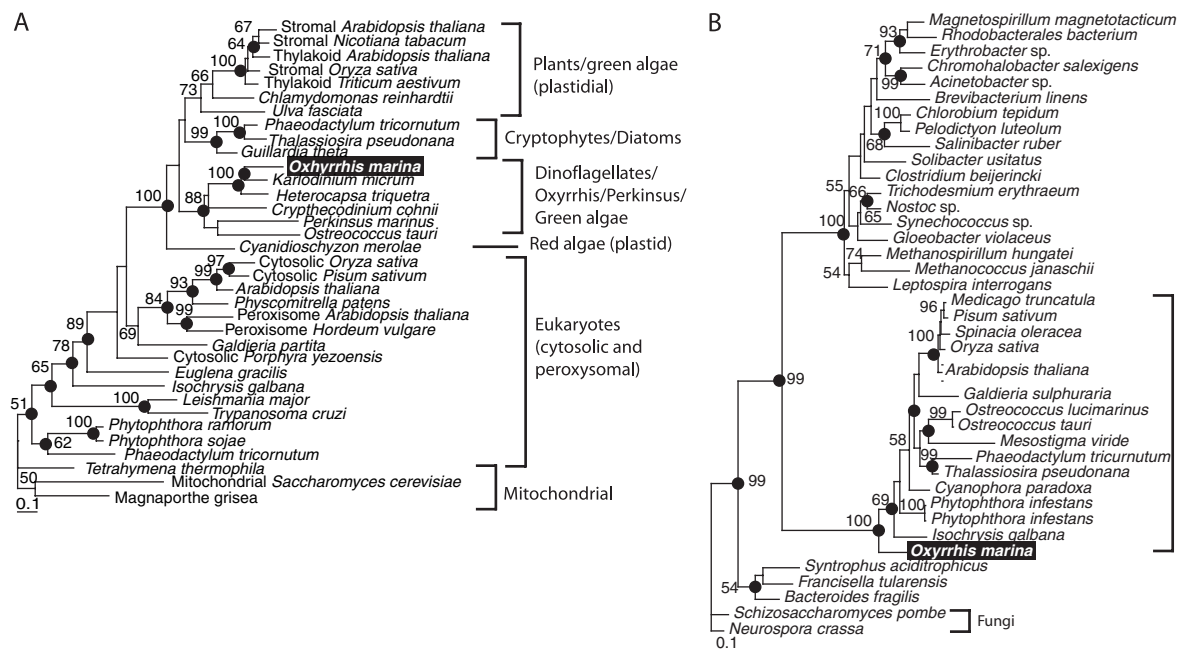 A
67
Stromal Arabidopsis thaliana
64
Stromal Nicotiana tabacum
Thylakoid Arabidopsis thaliana
100
Stromal Oryza sativa
66
Thylakoid Triticum aestivum
73
Chlamydomonas reinhardtii
Ulva fasciata
Plants/green algae
(plastidial)
100
Phaeodactylum tricornutum
99
Thalassiosira pseudonana
Guillardia theta
Cryptophytes/Diatoms
Oxhyrrhis marina
100
Karlodinium micrum
100
Heterocapsa triquetra
88
Crypthecodinium cohnii
Perkinsus marinus
Ostreococcus tauri
Dinoflagellates/
Oxyrrhis/Perkinsus/
Green algae
Cyanidioschyzon merolae
Red algae (plastid)
97
Cytosolic Oryza sativa
99
Cytosolic Pisum sativum
93
Arabidopsis thaliana
84
Physcomitrella patens
99
Peroxisome Arabidopsis thaliana
Peroxisome Hordeum vulgare
69
Galdieria partita
89
Cytosolic Porphyra yezoensis
78
Euglena gracilis
65
Isochrysis galbana
100
Leishmania major
51
Trypanosoma cruzi
100
Phytophthora ramorum
62
Phytophthora sojae
Phaeodactylum tricornutum
Tetrahymena thermophila
Eukaryotes
(cytosolic and
peroxysomal)
50
Mitochondrial Saccharomyces cerevisiae
Magnaporthe grisea
Mitochondrial
0.1
B
Magnetospirillum magnetotacticum
93
Rhodobacterales bacterium
71
Erythrobacter sp.
Chromohalobacter salexigens
99
Acinetobacter sp.
Brevibacterium linens
100
Chlorobium tepidum
Pelodictyon luteolum
68
Salinibacter ruber
Solibacter usitatus
Clostridium beijerincki
55
66
Trichodesmium erythraeum
Nostoc sp.
65
Synechococcus sp.
100
Gloeobacter violaceus
74
Methanospirillum hungatei
54
Methanococcus janaschii
Leptospira interrogans
96
Medicago truncatula
Pisum sativum
100
Spinacia oleracea
Oryza sativa
Arabidopsis thaliana
99
Galdieria sulphuraria
99
Ostreococcus lucimarinus
Ostreococcus tauri
58
Mesostigma viride
99
Phaeodactylum tricurnutum
Thalassiosira pseudonana
Cyanophora paradoxa
69
100
Phytophthora infestans
Phytophthora infestans
100
Isochrysis galbana
Oxyrrhis marina
99
Syntrophus aciditrophicus
54
Francisella tularensis
Bacteroides fragilis
Schizosaccharomyces pombe
Neurospora crassa
Fungi
0.1